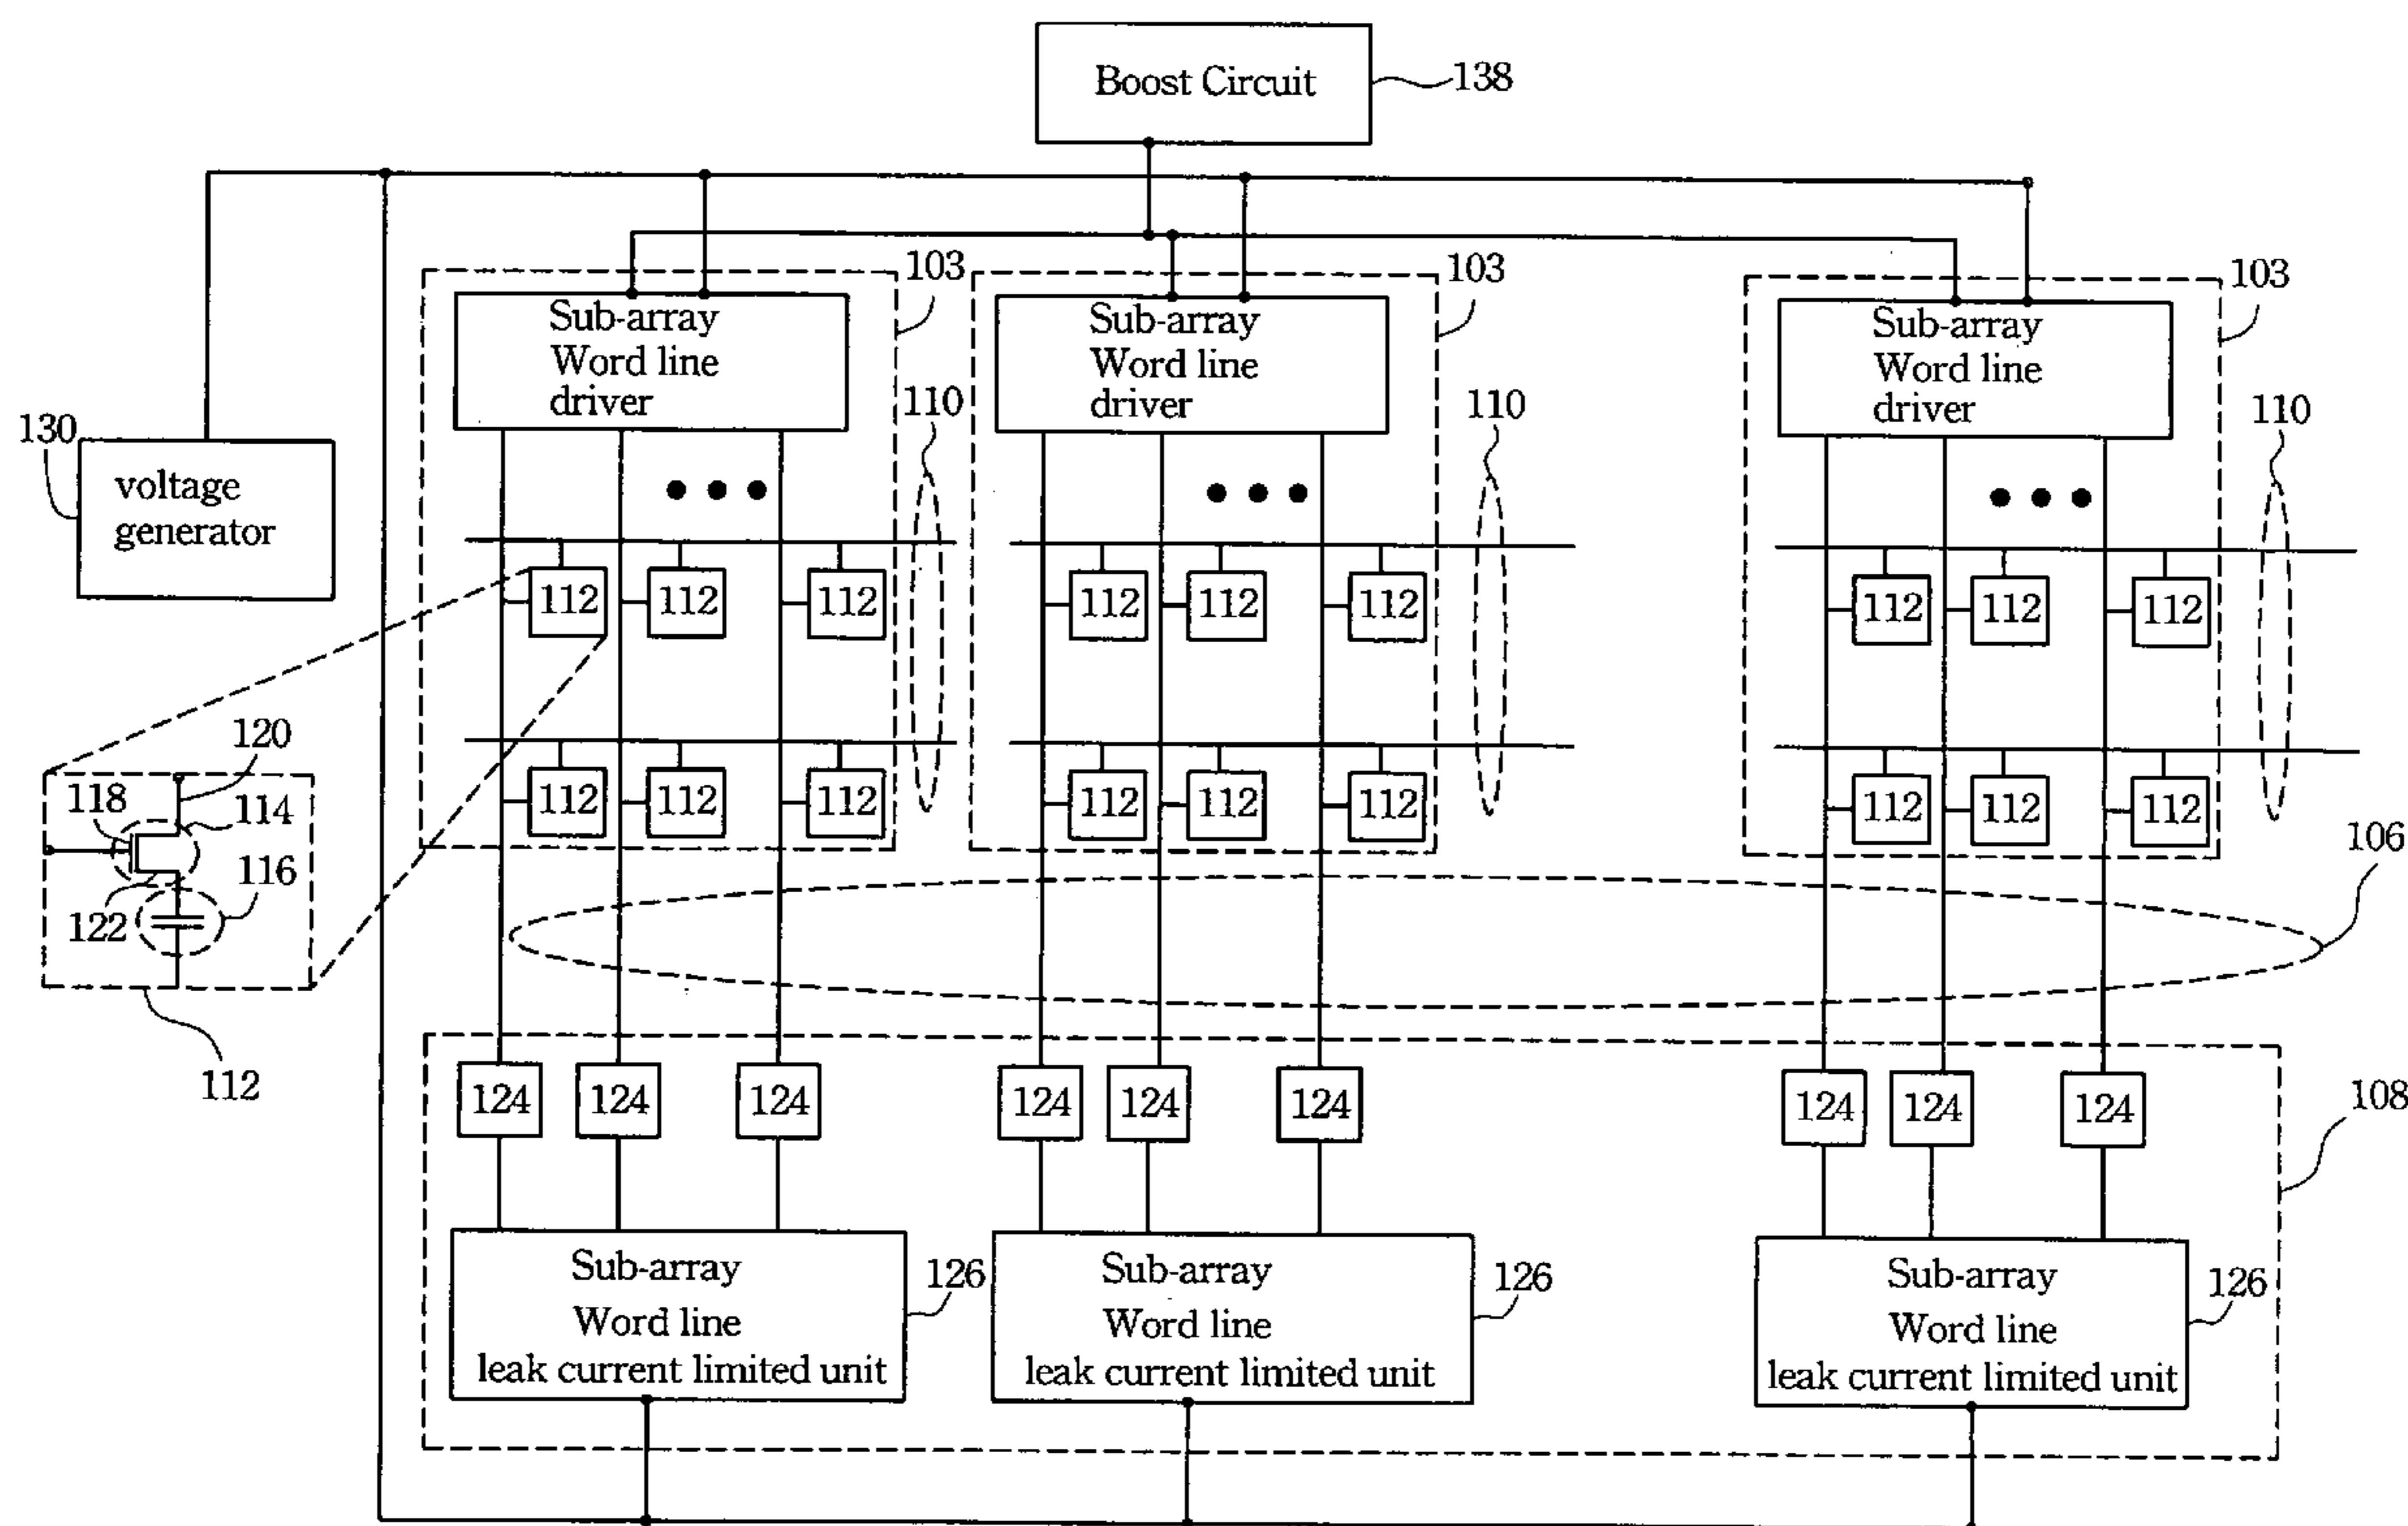 Boost Circuit
138
103
103
103
Sub-array
Word line
driver
Sub-array
Word line
driver
Sub-array
Word line
driver
110
110
110
130
voltage
generator
112 112 112
112 112 112
112 112 112
120
118
114
112 112 112
112 112 112
112 112 112
106
116
122
112
124 124 124
124 124 124
124 124 124
108
Sub-array
Word line
leak current limited unit
126
Sub-array
Word line
leak current limited unit
126
Sub-array
Word line
leak current limited unit
126